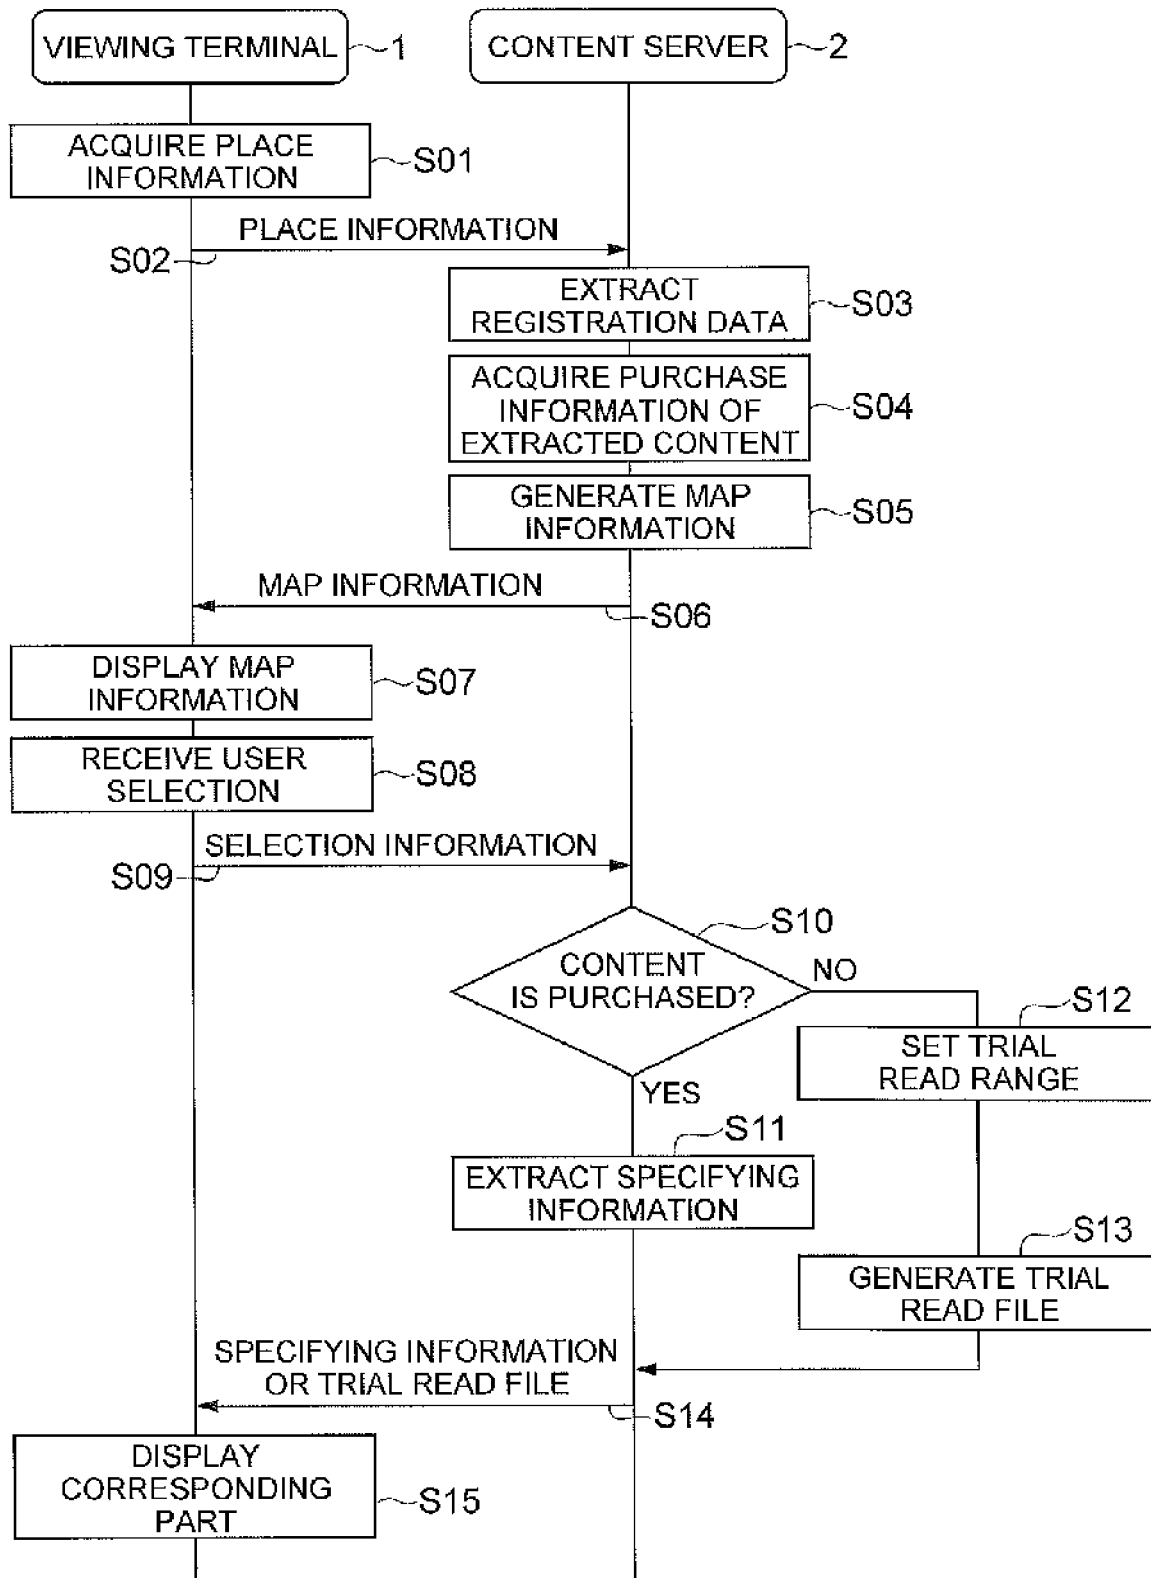 VIEWING TERMINAL
1
CONTENT SERVER
2
ACQUIRE PLACE
INFORMATION
S01
PLACE INFORMATION
S02
EXTRACT
REGISTRATION DATA
S03
ACQUIRE PURCHASE
INFORMATION OF
EXTRACTED CONTENT
S04
GENERATE MAP
INFORMATION
S05
MAP INFORMATION
S06
DISPLAY MAP
INFORMATION
S07
RECEIVE USER
SELECTION
S08
SELECTION INFORMATION
S09
S10
CONTENT
IS PURCHASED?
NO
YES
S12
SET TRIAL
READ RANGE
S11
EXTRACT SPECIFYING
INFORMATION
S13
GENERATE TRIAL
READ FILE
SPECIFYING INFORMATION
OR TRIAL READ FILE
S14
DISPLAY
CORRESPONDING
PART
S15